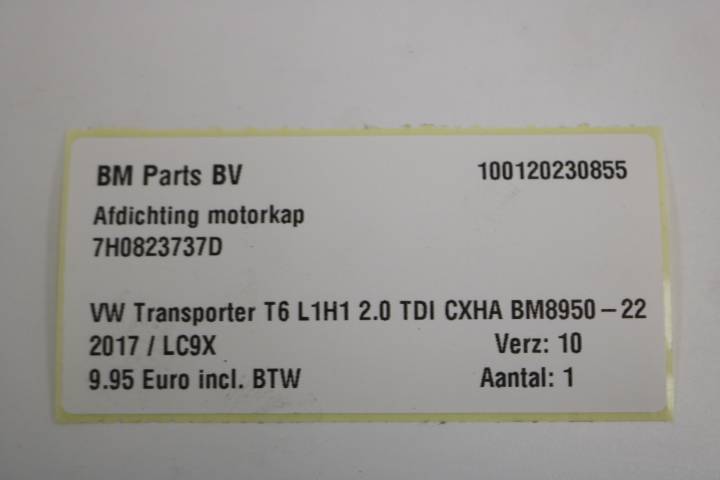 BM Parts BV 100120230855
Afdichting motorkap
7H0823737D
VW Transporter T6 L1H1 2.0 TDI CXHA BM8950-22
2017 / LC9X Verz: 10
9.95 Euro incl. BTW Aantal: 1